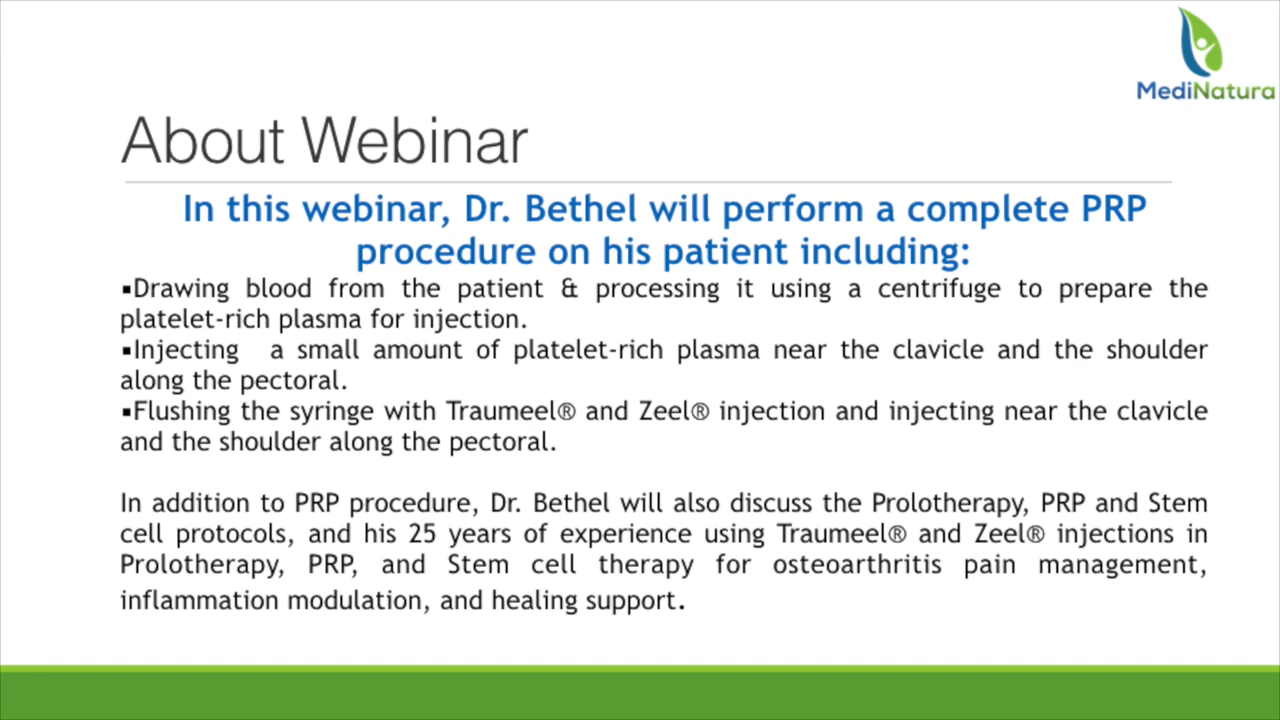 MediNatura
About Webinar
In this webinar, Dr. Bethel will perform a complete PRP
procedure on his patient including:
▪Drawing blood from the patient & processing it using a centrifuge to prepare the
platelet-rich plasma for injection.
▪Injecting a small amount of platelet-rich plasma near the clavicle and the shoulder
along the pectoral.
▪Flushing the syringe with Traumeel® and Zeel® injection and injecting near the clavicle
and the shoulder along the pectoral.
In addition to PRP procedure, Dr. Bethel will also discuss the Prolotherapy, PRP and Stem
cell protocols, and his 25 years of experience using Traumeel® and Zeel® injections in
Prolotherapy, PRP, and Stem cell therapy for osteoarthritis pain management,
inflammation modulation, and healing support.